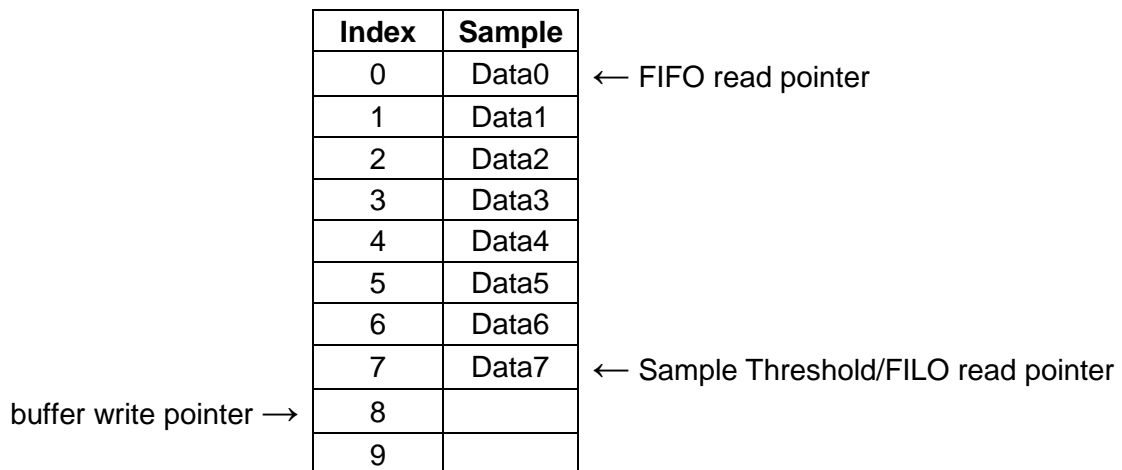 Index Sample
0 Data0 ← FIFO read pointer
1 Data1
2 Data2
3 Data3
4 Data4
5 Data5
6 Data6
7 Data7 ← Sample Threshold/FILO read pointer
buffer write pointer → 8
9